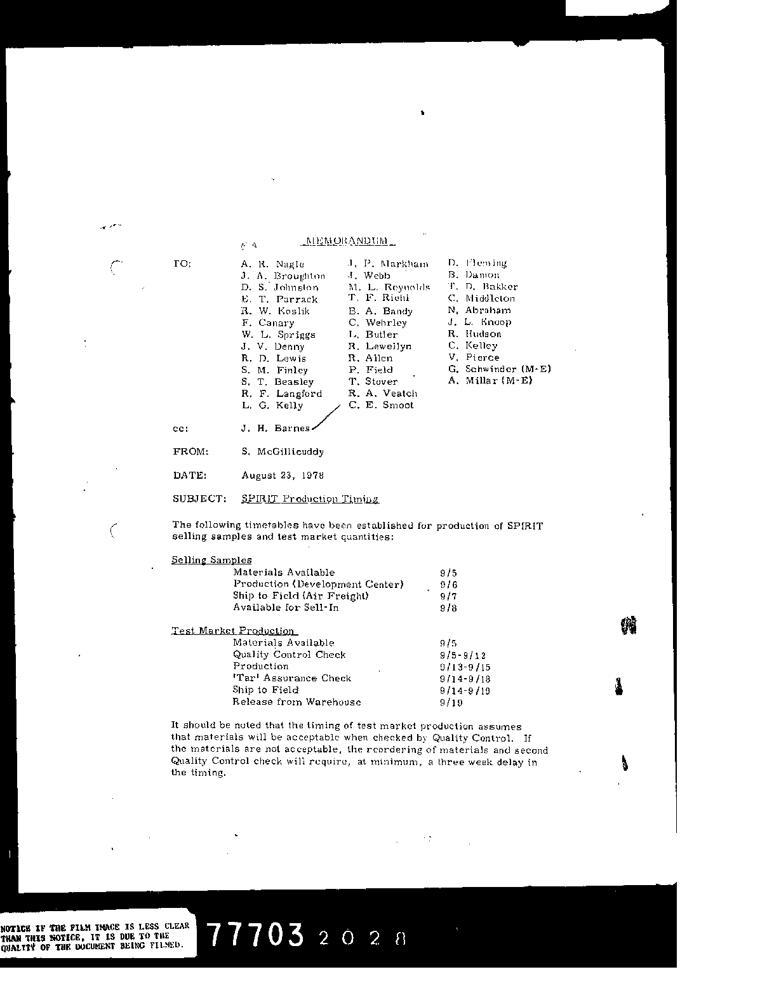 MEMORANDUM
TO: A. R. Nagle J. P. Markham D. Fleming
J. A. Broughton J. Webb B. Damon
D. S. Johnston M. L. Reynolds T. D. Bakker
E. T. Parrack T. F. Riehl C. Middleton
R. W. Koslik B. A. Bandy N. Abraham
F. Canary C. Wehrley J. L. Knoop
W. L. Spriggs L. Butler R. Hudson
J. V. Denny R. Lewellyn C. Kelley
R. D. Lewis R. Allen V. Pierce
S. M. Finley P. Field G. Schwinder (M-E)
S. T. Beasley T. Stover A. Millar (M-E)
R. F. Langford R. A. Veatch
L. G. Kelly C. E. Smoot
cc: J. H. Barnes
FROM: S. McGillicuddy
DATE: August 23, 1978
SUBJECT: SPIRIT Production Timing
The following timetables have been established for production of SPIRIT
selling samples and test market quantities:
Selling Samples
Materials Available 9/5
Production (Development Center) 9/6
Ship to Field (Air Freight) 9/7
Available for Sell-In 9/8
Test Market Production
Materials Available 9/5
Quality Control Check 9/5-9/12
Production 9/13-9/15
'Tar' Assurance Check 9/14-9/18
Ship to Field 9/14-9/19
Release from Warehouse 9/19
It should be noted that the timing of test market production assumes
that materials will be acceptable when checked by Quality Control. If
the materials are not acceptable, the reordering of materials and second
Quality Control check will require, at minimum, a three week delay in
the timing.
NOTICE IF THE FILM IMAGE IS LESS CLEAR
THAN THIS NOTICE, IT IS DUE TO THE
QUALITY OF THE DOCUMENT BEING FILMED.
77703 2028